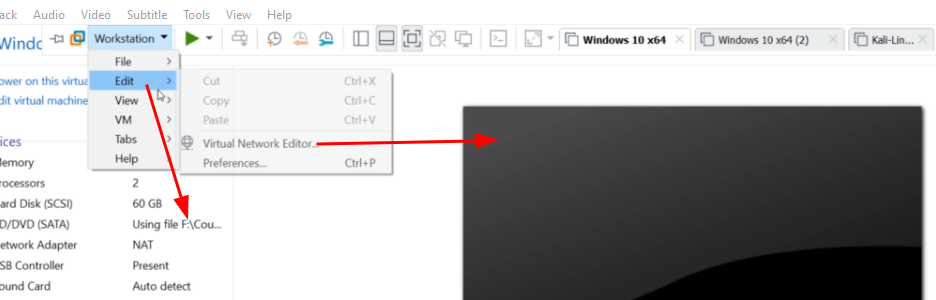 ack Audio Video Subtitle Tools View Help
Windc Workstation Windows 10 x64 Windows 10 x64 (2) Kali-Lin...
File
ower on this virtua Edit Cut Ctrl+X
dit virtual machine View Copy Ctrl+C
VM Paste Ctrl+V
ices Tabs Virtual Network Editor...
emory Help Preferences... Ctrl+P
rocessors 2
ard Disk (SCSI) 60 GB
D/DVD (SATA) Using file F:\Cou...
etwork Adapter NAT
SB Controller Present
ound Card Auto detect